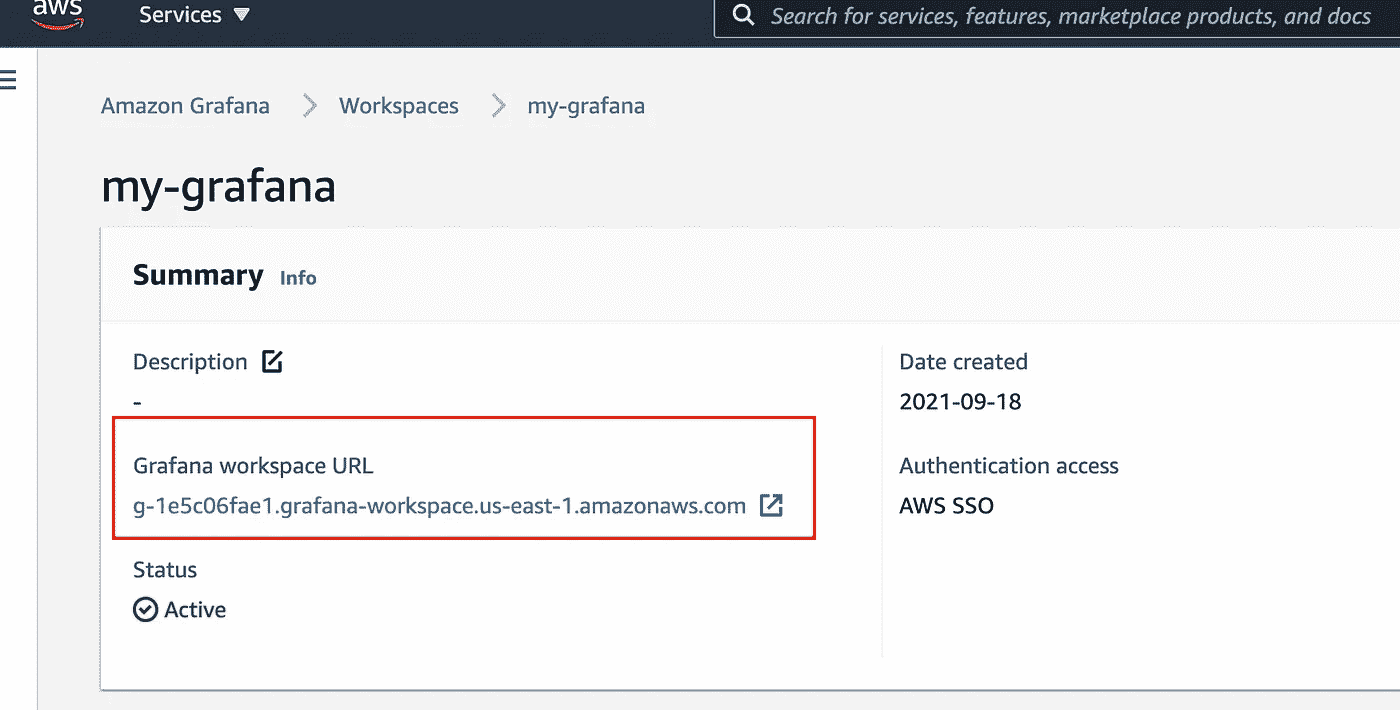 aws
Services
Search for services, features, marketplace products, and docs
Amazon Grafana
Workspaces
my-grafana
my-grafana
Summary Info
Description
-
Grafana workspace URL
g-1e5c06fae1.grafana-workspace.us-east-1.amazonaws.com
Status
Active
Date created
2021-09-18
Authentication access
AWS SSO